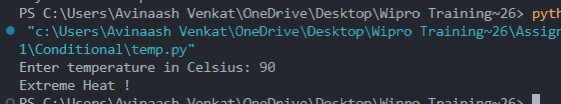 PS C:\Users\Avinaash Venkat\OneDrive\Desktop\Wipro Training~26> pyth
"c:\Users\Avinaash Venkat\OneDrive\Desktop\Wipro Training~26\Assig
1\Conditional\temp.py"
Enter temperature in Celsius: 90
Extreme Heat !
PS C:\Users\Avinaash Venkat\OneDrive\Desktop\Wipro Training~26>